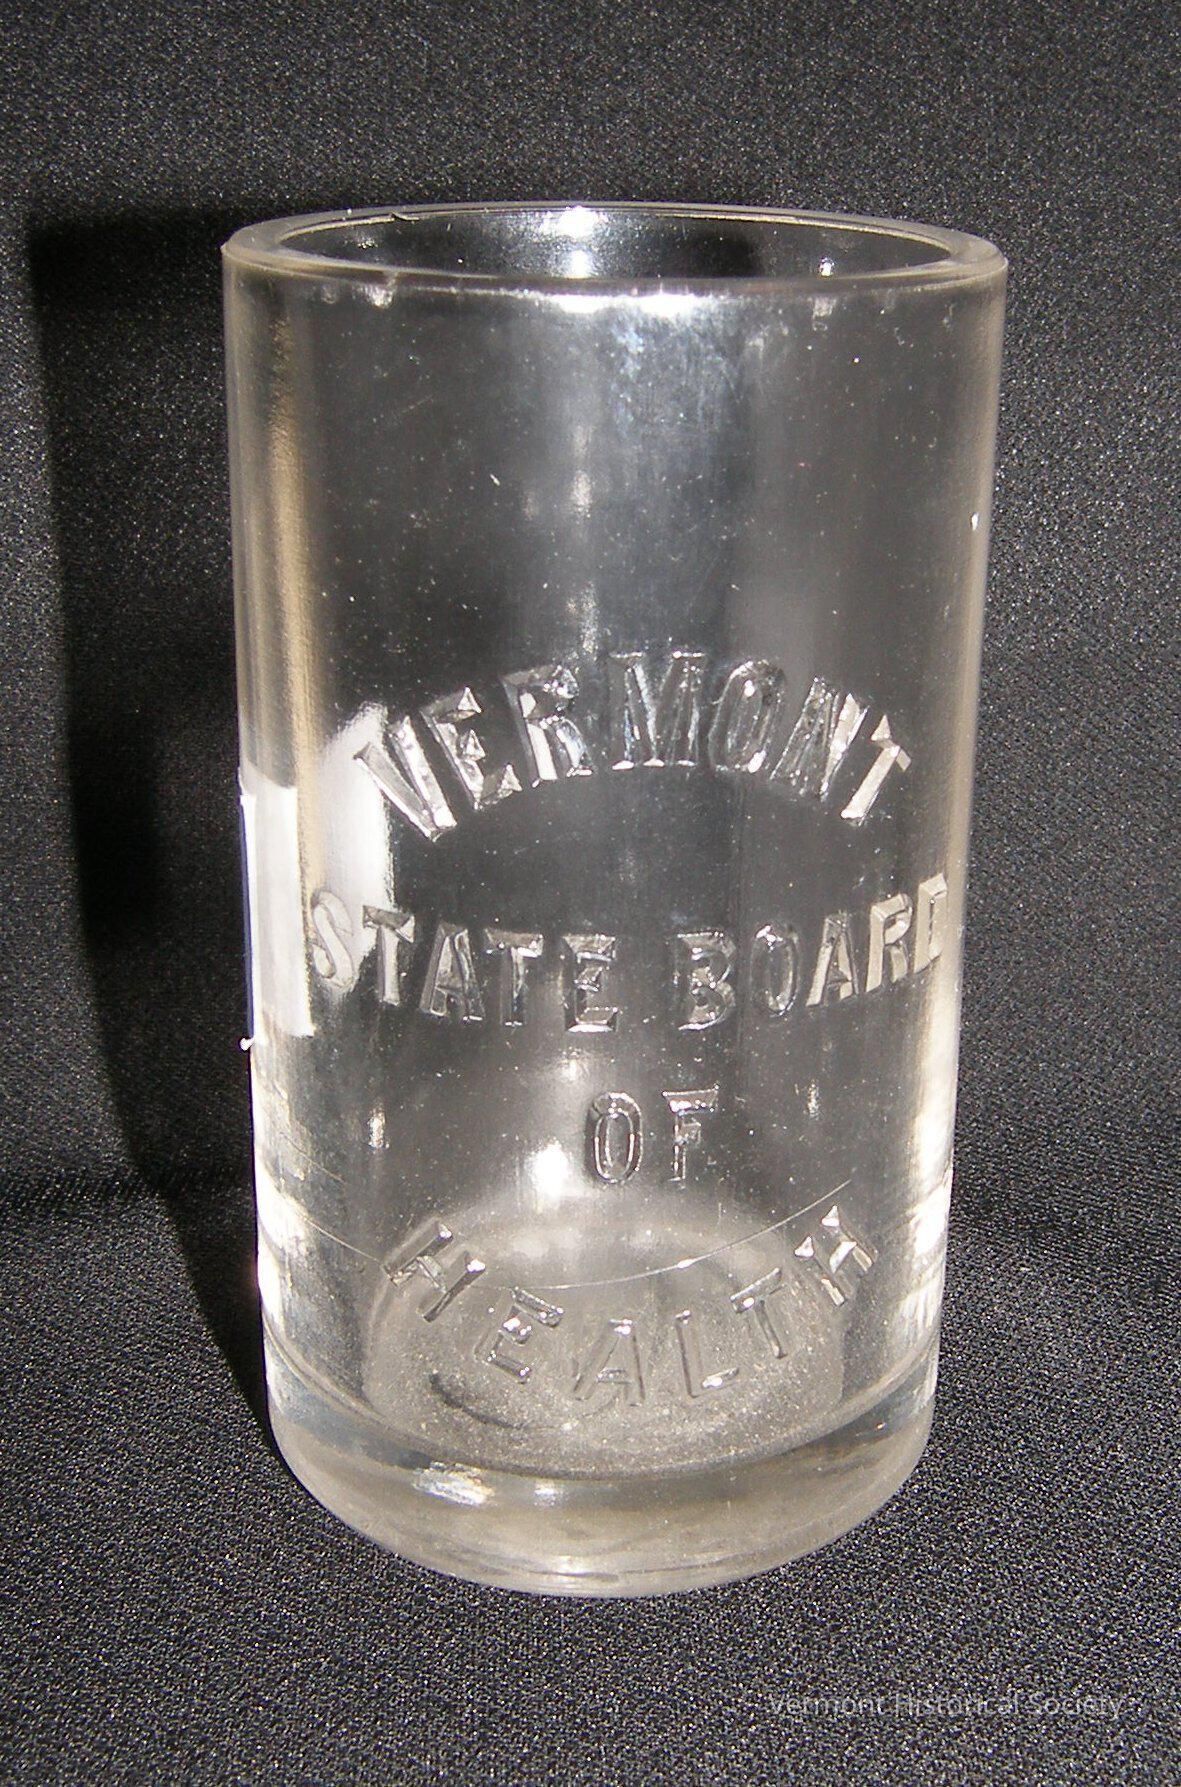 VERMONT
STATE BOARD
OF
HEALTH
Vermont Historical Society